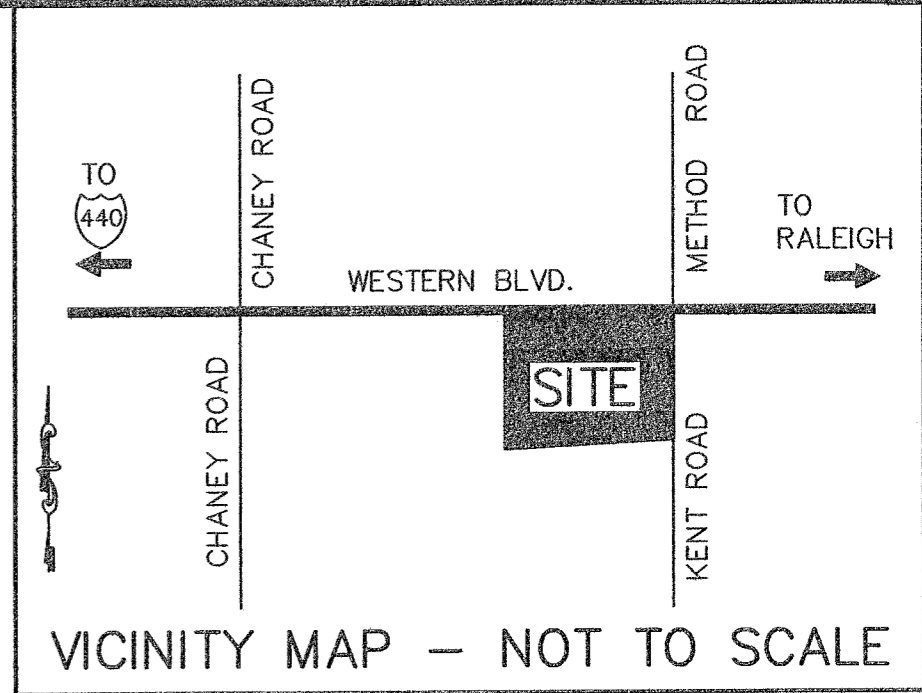 CHANEY ROAD
METHOD ROAD
TO
440
TO
RALEIGH
WESTERN BLVD.
SITE
CHANEY ROAD
KENT ROAD
VICINITY MAP – NOT TO SCALE